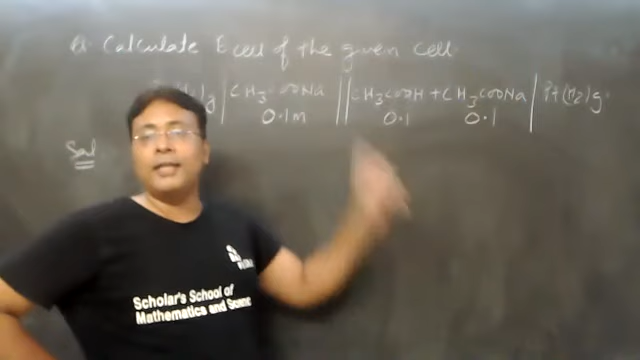 Q. Calculate Ecell of the given cell.
)g | CH3COONa || CH3COOH + CH3COONa | Pt(H2)g.
0.1m 0.1 0.1
Sol
Scholar's School of
Mathematics and Science